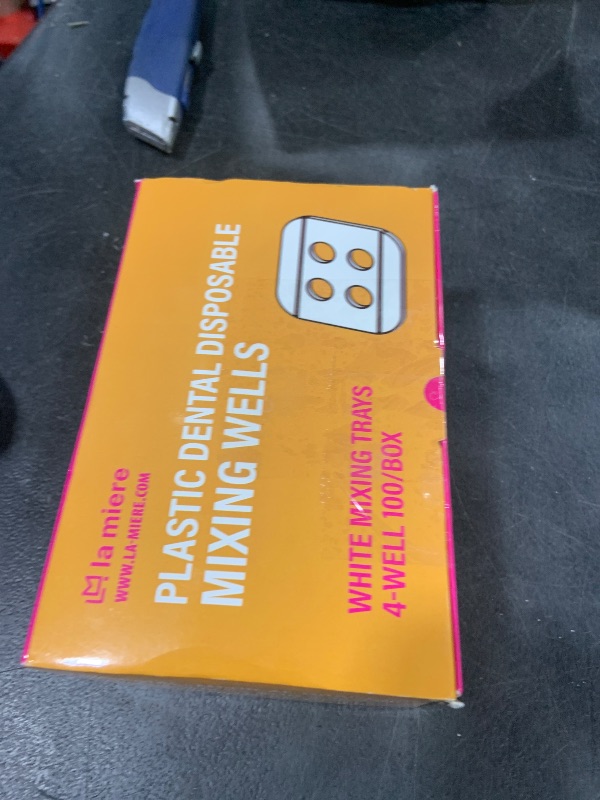 la miere
WWW.LA-MIERE.COM
PLASTIC DENTAL DISPOSABLE
MIXING WELLS
WHITE MIXING TRAYS
4-WELL 100/BOX